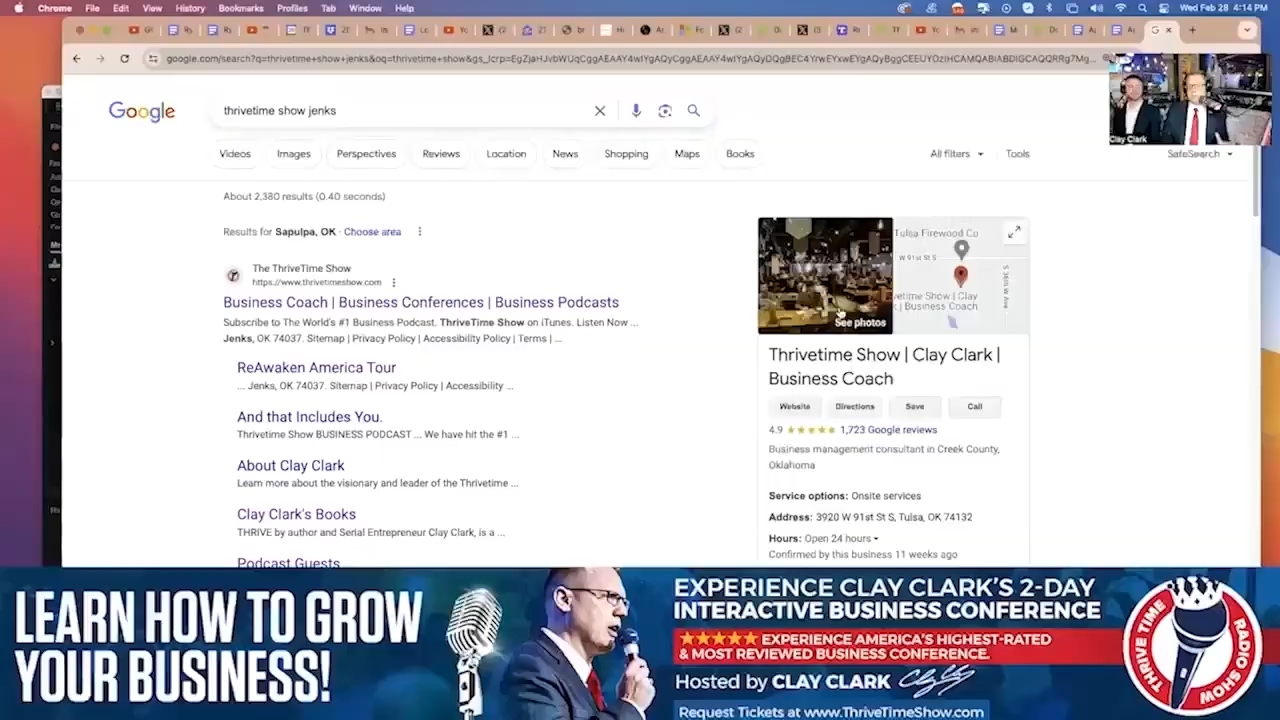 Chrome File Edit View History Bookmarks Profiles Tab Window Help
Wed Feb 28 4:14 PM
Google
thrivetime show jenks
Clay Clark
Videos Images Perspectives Reviews Location News Shopping Maps Books All filters Tools SafeSearch
About 2,380 results (0.40 seconds)
Results for Sapulpa, OK · Choose area
The ThriveTime Show
https://www.thrivetimeshow.com
Business Coach | Business Conferences | Business Podcasts
Subscribe to The World's #1 Business Podcast. ThriveTime Show on iTunes. Listen Now ...
Jenks, OK 74037. Sitemap | Privacy Policy | Accessibility Policy | Terms | ...
ReAwaken America Tour
... Jenks, OK 74037. Sitemap | Privacy Policy | Accessibility ...
And that Includes You.
Thrivetime Show BUSINESS PODCAST ... We have hit the #1 ...
About Clay Clark
Learn more about the visionary and leader of the Thrivetime ...
Clay Clark's Books
THRIVE by author and Serial Entrepreneur Clay Clark, is a ...
Podcast Guests
See photos
Tulsa Firewood Co
W 91st St S
S 36th W Ave
Show | Clay
| Business Coach
Thrivetime Show | Clay Clark |
Business Coach
Website Directions Save Call
4.9 ★★★★★ 1,723 Google reviews
Business management consultant in Creek County,
Oklahoma
Service options: Onsite services
Address: 3920 W 91st St S, Tulsa, OK 74132
Hours: Open 24 hours
Confirmed by this business 11 weeks ago
LEARN HOW TO GROW
YOUR BUSINESS!
EXPERIENCE CLAY CLARK'S 2-DAY
INTERACTIVE BUSINESS CONFERENCE
★★★★★ EXPERIENCE AMERICA'S HIGHEST-RATED
& MOST REVIEWED BUSINESS CONFERENCE.
Hosted by CLAY CLARK
Request Tickets at www.ThriveTimeShow.com
THRIVE TIME
RADIO SHOW